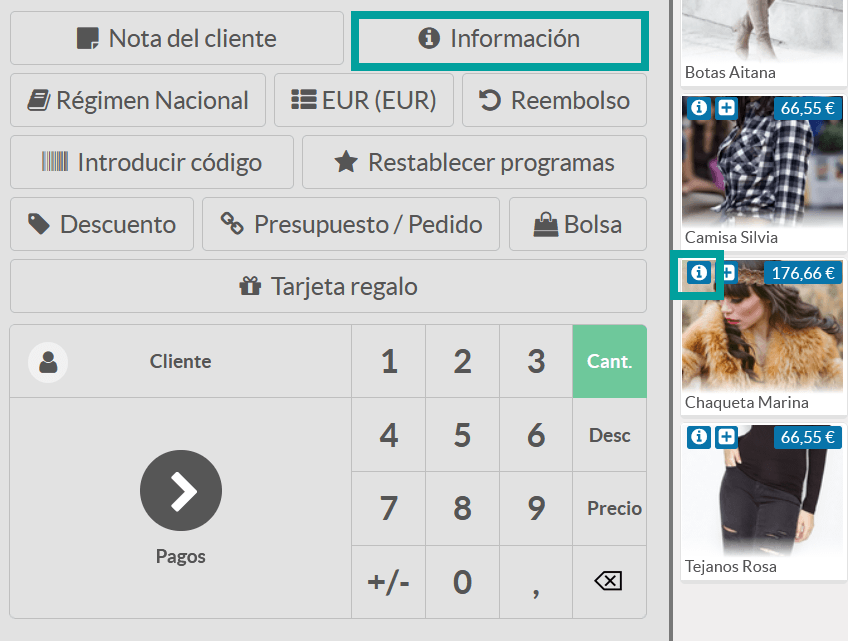 Nota del cliente
Información
Régimen Nacional
EUR (EUR)
Reembolso
Introducir código
Restablecer programas
Descuento
Presupuesto / Pedido
Bolsa
Tarjeta regalo
Cliente
1 2 3 Cant.
4 5 6 Desc
7 8 9 Precio
+/- 0 ,
Pagos
Botas Aitana
66,55 €
Camisa Silvia
176,66 €
Chaqueta Marina
66,55 €
Tejanos Rosa